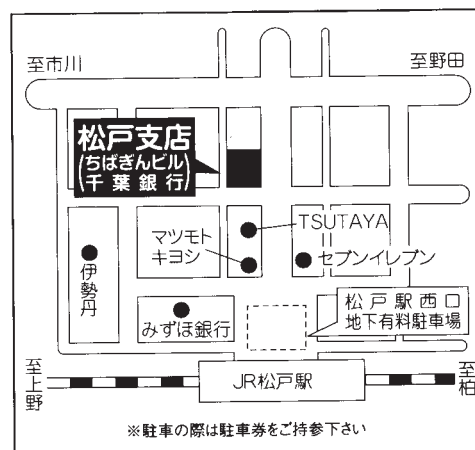 至市川
至野田
松戸支店
(ちばぎんビル)
(千葉銀行)
TSUTAYA
マツモト
キヨシ
セブンイレブン
伊勢丹
みずほ銀行
松戸駅西口
地下有料駐車場
至上野
JR松戸駅
至柏
※駐車の際は駐車券をご持参下さい